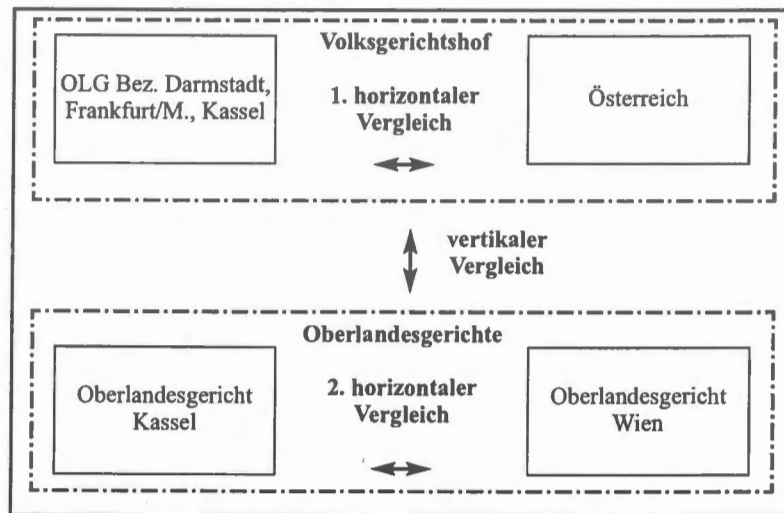 Volksgerichtshof
OLG Bez. Darmstadt,
Frankfurt/M., Kassel
1. horizontaler
Vergleich
Österreich
vertikaler
Vergleich
Oberlandesgerichte
Oberlandesgericht
Kassel
2. horizontaler
Vergleich
Oberlandesgericht
Wien